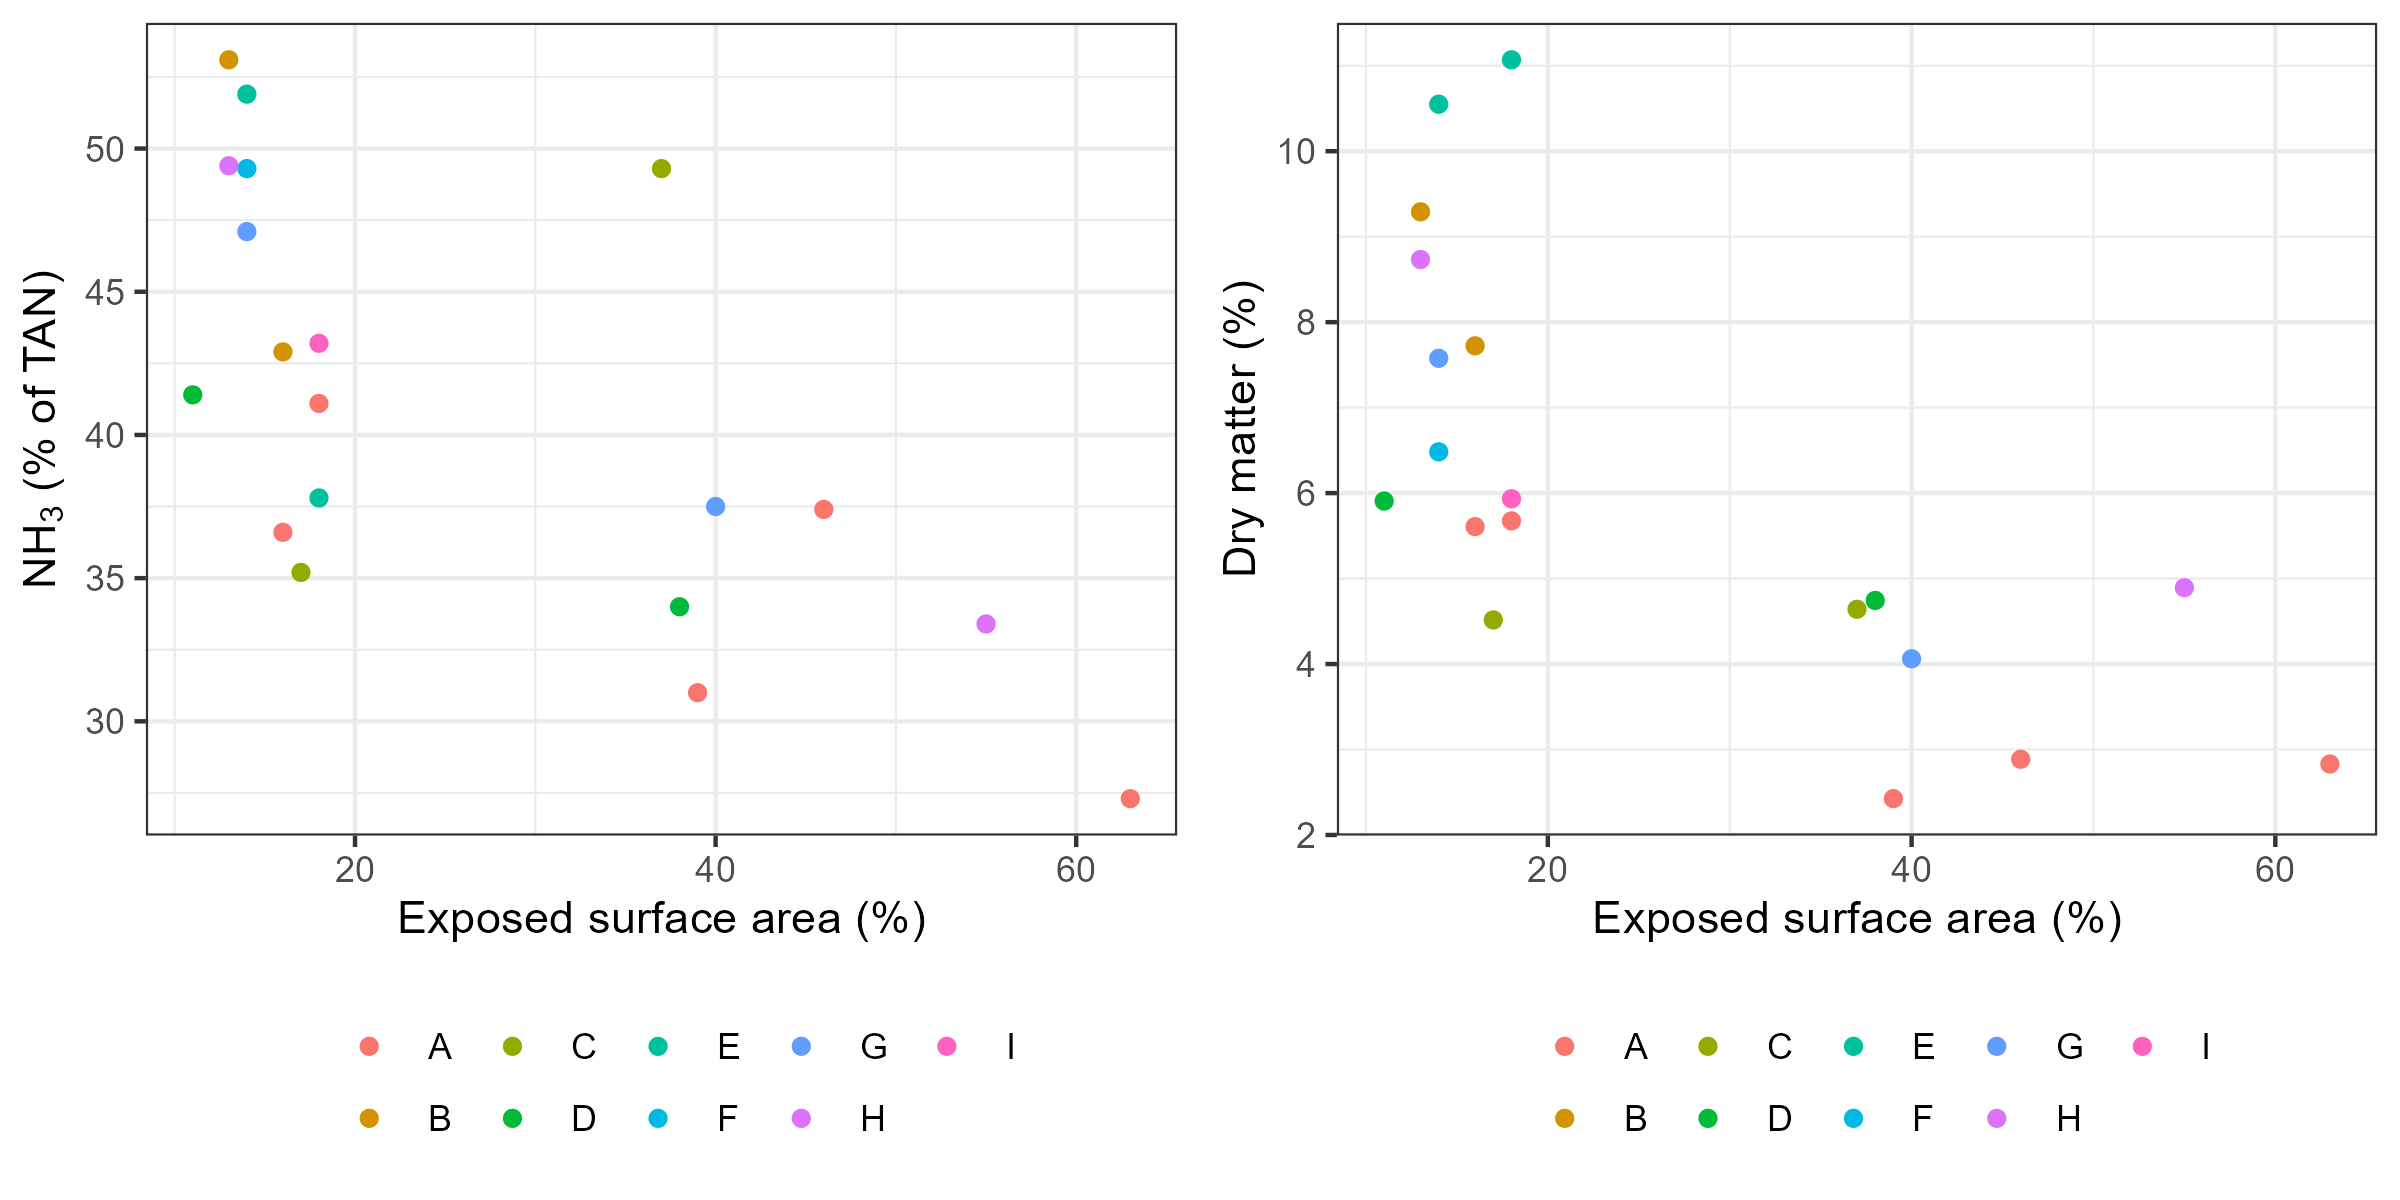 50
45
40
35
30
NH₃ (% of TAN)
20 40 60
Exposed surface area (%)
A C E G I
B D F H
10
8
6
4
2
Dry matter (%)
20 40 60
Exposed surface area (%)
A C E G I
B D F H